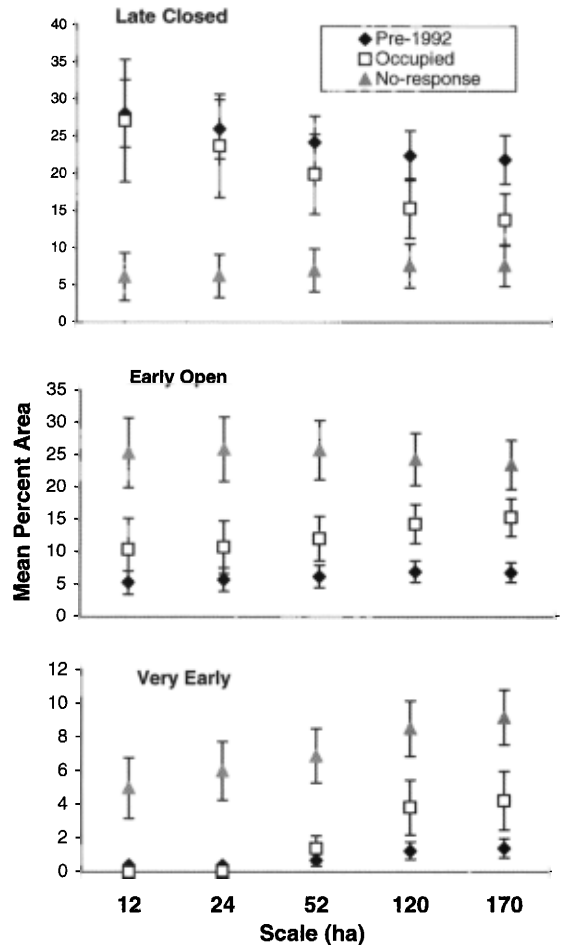 Late Closed
40
35
30
25
20
15
10
5
0
Pre-1992
Occupied
No-response
Early Open
35
30
25
20
15
10
5
0
Mean Percent Area
Very Early
12
10
8
6
4
2
0
12 24 52 120 170
Scale (ha)